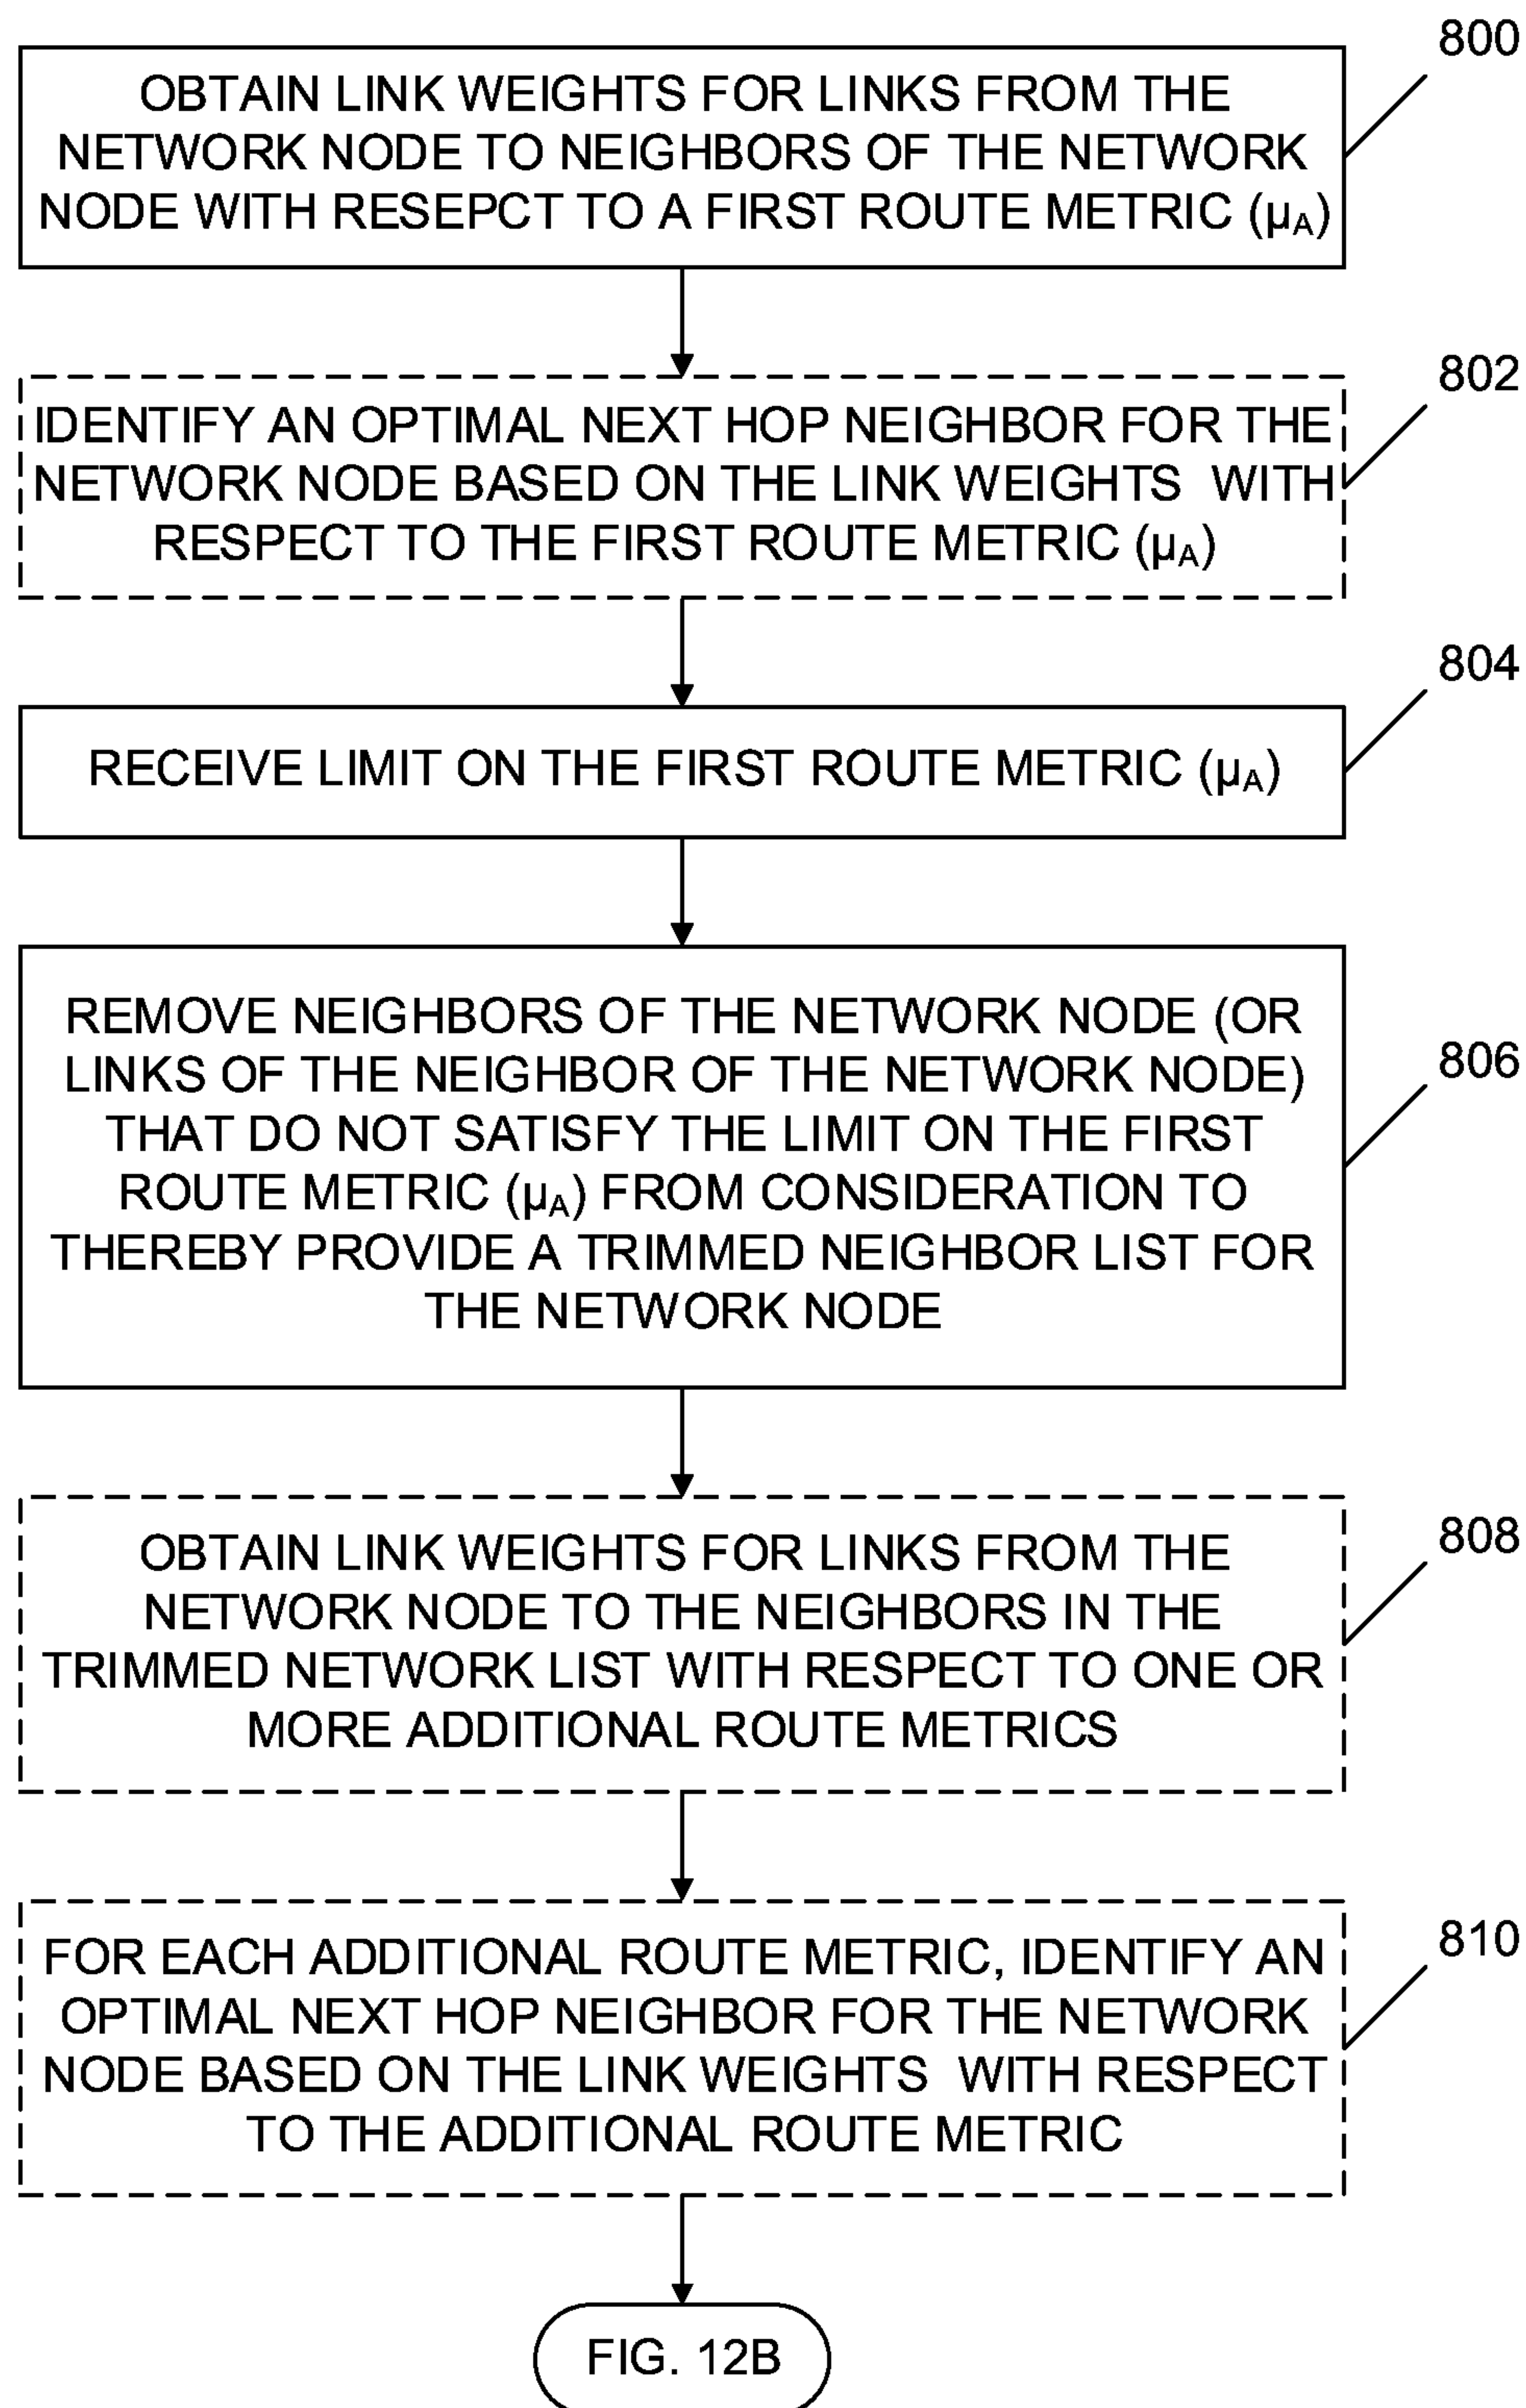 800
OBTAIN LINK WEIGHTS FOR LINKS FROM THE
NETWORK NODE TO NEIGHBORS OF THE NETWORK
NODE WITH RESEPCT TO A FIRST ROUTE METRIC (μA)
802
IDENTIFY AN OPTIMAL NEXT HOP NEIGHBOR FOR THE
NETWORK NODE BASED ON THE LINK WEIGHTS WITH
RESPECT TO THE FIRST ROUTE METRIC (μA)
804
RECEIVE LIMIT ON THE FIRST ROUTE METRIC (μA)
806
REMOVE NEIGHBORS OF THE NETWORK NODE (OR
LINKS OF THE NEIGHBOR OF THE NETWORK NODE)
THAT DO NOT SATISFY THE LIMIT ON THE FIRST
ROUTE METRIC (μA) FROM CONSIDERATION TO
THEREBY PROVIDE A TRIMMED NEIGHBOR LIST FOR
THE NETWORK NODE
808
OBTAIN LINK WEIGHTS FOR LINKS FROM THE
NETWORK NODE TO THE NEIGHBORS IN THE
TRIMMED NETWORK LIST WITH RESPECT TO ONE OR
MORE ADDITIONAL ROUTE METRICS
810
FOR EACH ADDITIONAL ROUTE METRIC, IDENTIFY AN
OPTIMAL NEXT HOP NEIGHBOR FOR THE NETWORK
NODE BASED ON THE LINK WEIGHTS WITH RESPECT
TO THE ADDITIONAL ROUTE METRIC
FIG. 12B